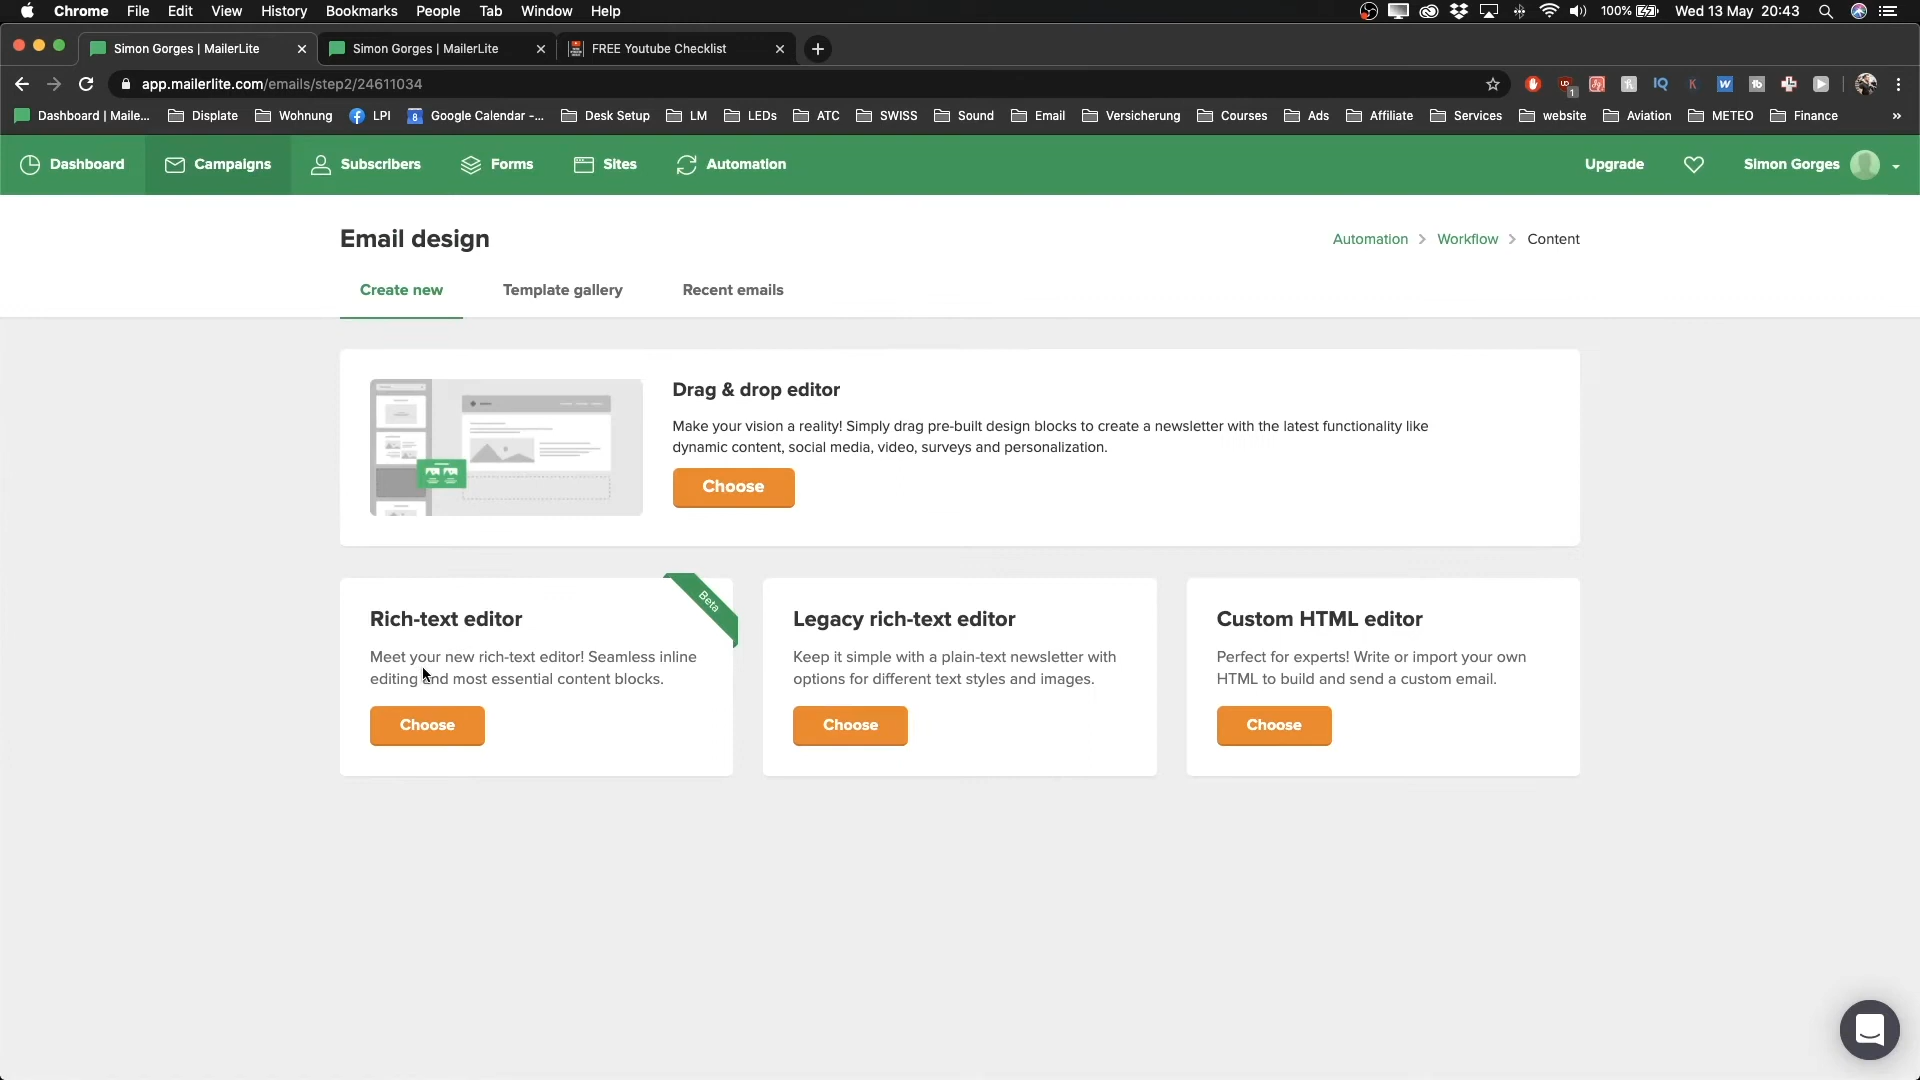 Chrome File Edit View History Bookmarks People Tab Window Help 100% Wed 13 May 20:43
Simon Gorges | MailerLite Simon Gorges | MailerLite FREE Youtube Checklist
app.mailerlite.com/emails/step2/24611034
Dashboard | Maile... Displate Wohnung LPI Google Calendar -... Desk Setup LM LEDs ATC SWISS Sound Email Versicherung Courses Ads Affiliate Services website Aviation METEO Finance »
Dashboard Campaigns Subscribers Forms Sites Automation Upgrade Simon Gorges
Email design
Automation > Workflow > Content
Create new Template gallery Recent emails
Drag & drop editor
Make your vision a reality! Simply drag pre-built design blocks to create a newsletter with the latest functionality like
dynamic content, social media, video, surveys and personalization.
Choose
Beta
Rich-text editor
Meet your new rich-text editor! Seamless inline
editing and most essential content blocks.
Choose
Legacy rich-text editor
Keep it simple with a plain-text newsletter with
options for different text styles and images.
Choose
Custom HTML editor
Perfect for experts! Write or import your own
HTML to build and send a custom email.
Choose